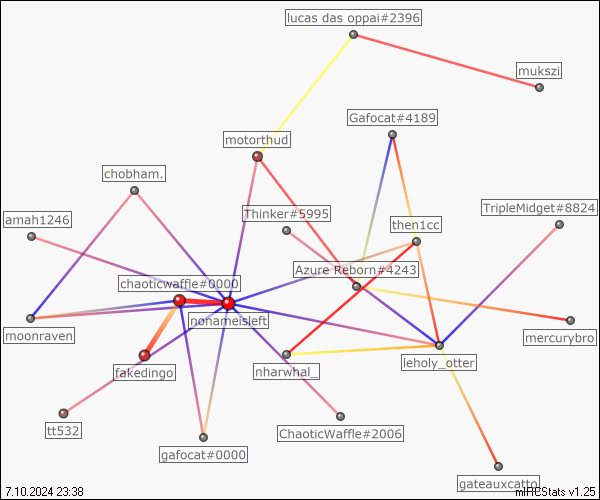 lucas das oppai#2396
mukszi
Gafocat#4189
motorthud
chobham.
Thinker#5995
TripleMidget#8824
amah1246
then1cc
Azure Reborn#4243
chaoticwaffle#0000
nonameisleft
moonraven
mercurybro
leholy_otter
fakedingo
nharwhal_
tt532
ChaoticWaffle#2006
gafocat#0000
gateauxcatto
7.10.2024 23:38
mIRCStats v1.25